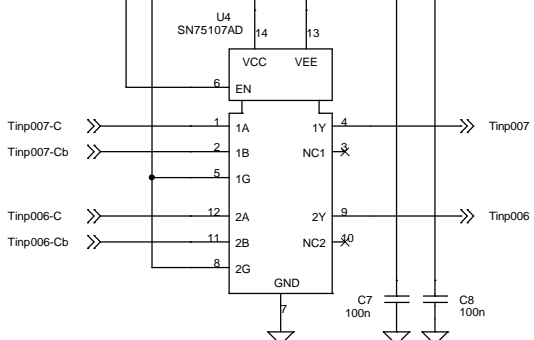 U4
SN75107AD
14 13
VCC VEE
6 EN
Tinp007-C 1 1A 1Y 4 Tinp007
Tinp007-Cb 2 1B NC1 3
5 1G
Tinp006-C 12 2A 2Y 9 Tinp006
Tinp006-Cb 11 2B NC2 10
8 2G
GND
7
C7 C8
100n 100n